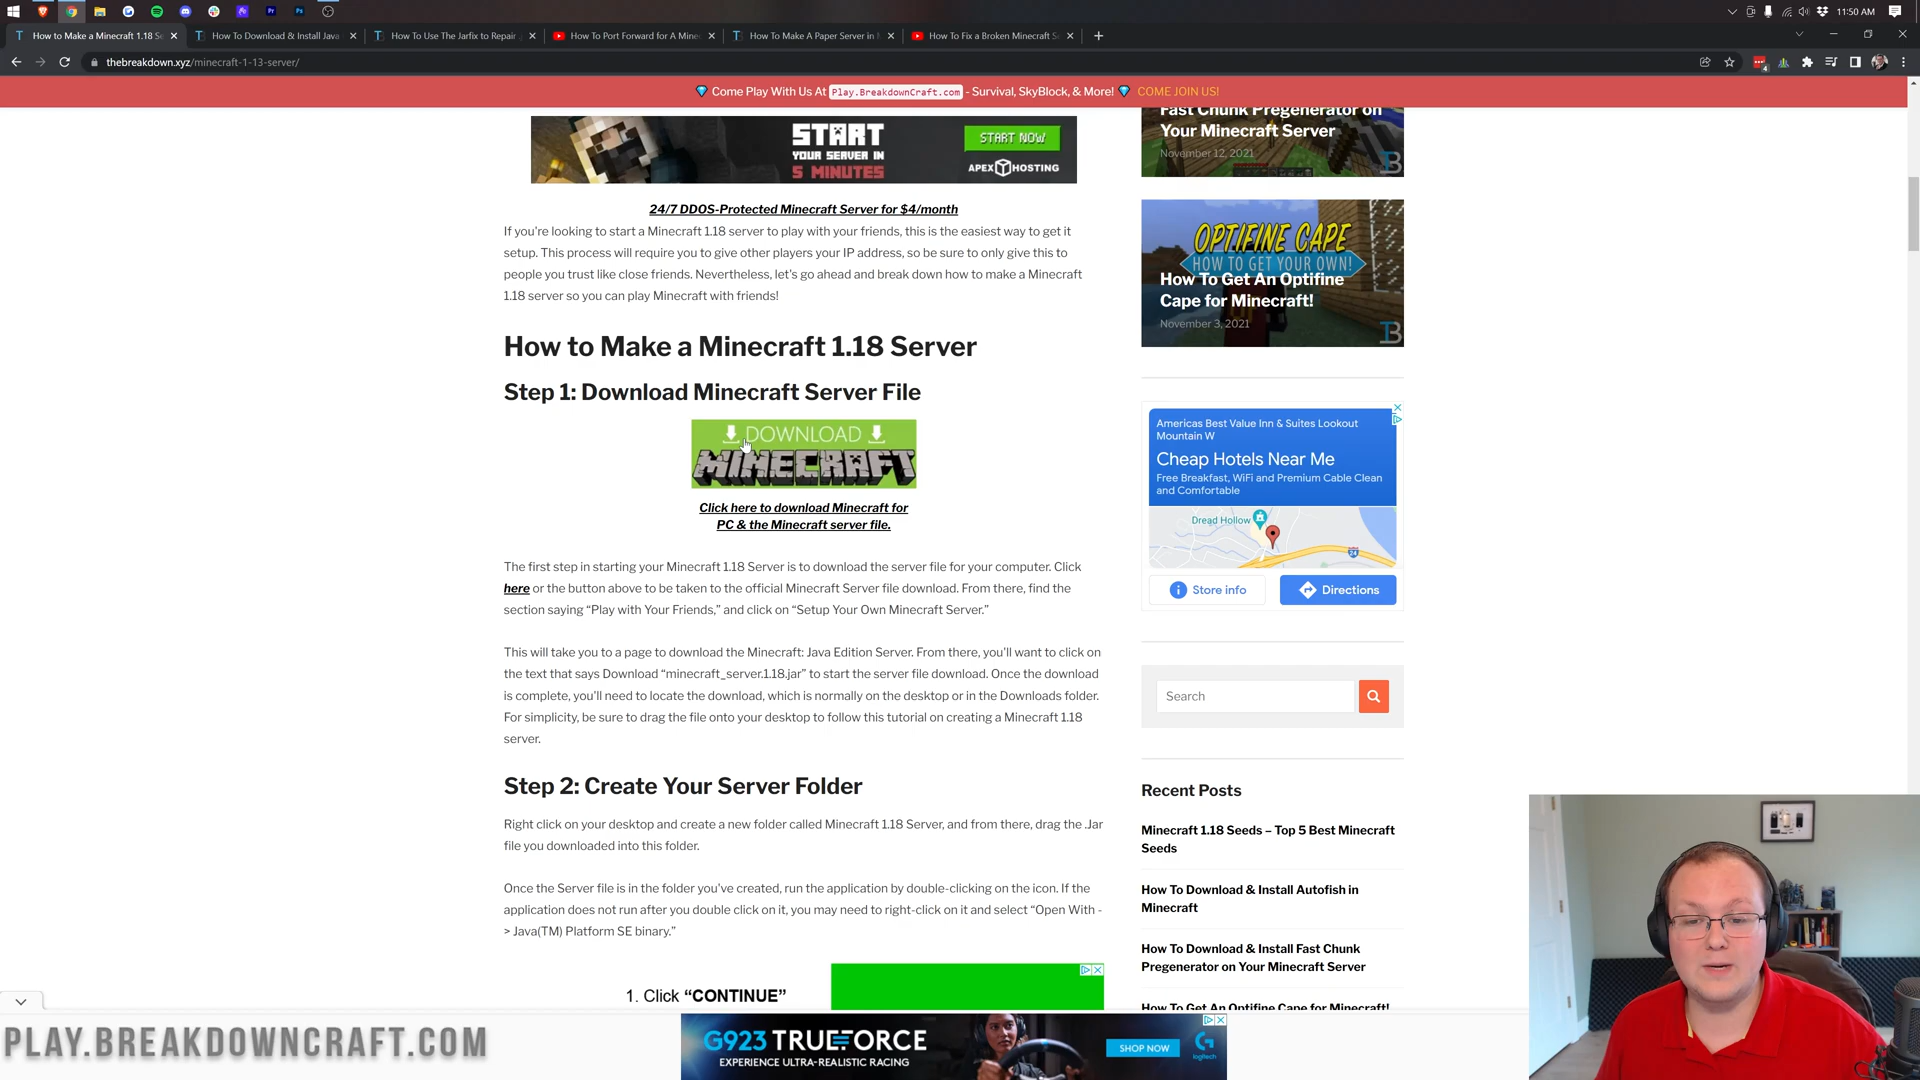 11:50 AM
How to Make a Minecraft 1.18 Se
How To Download & Install Java
How To Use The Jarfix to Repair
How To Port Forward for A Mine
How To Make A Paper Server in
How To Fix a Broken Minecraft S
thebreakdown.xyz/minecraft-1-13-server/
Come Play With Us At Play.BreakdownCraft.com - Survival, SkyBlock, & More! COME JOIN US!
START
YOUR SERVER IN
5 MINUTES
START NOW
APEX HOSTING
24/7 DDOS-Protected Minecraft Server for $4/month
If you're looking to start a Minecraft 1.18 server to play with your friends, this is the easiest way to get it
setup. This process will require you to give other players your IP address, so be sure to only give this to
people you trust like close friends. Nevertheless, let's go ahead and break down how to make a Minecraft
1.18 server so you can play Minecraft with friends!
How to Make a Minecraft 1.18 Server
Step 1: Download Minecraft Server File
DOWNLOAD
MINECRAFT
Click here to download Minecraft for
PC & the Minecraft server file.
The first step in starting your Minecraft 1.18 Server is to download the server file for your computer. Click
here or the button above to be taken to the official Minecraft Server file download. From there, find the
section saying “Play with Your Friends,” and click on “Setup Your Own Minecraft Server.”
This will take you to a page to download the Minecraft: Java Edition Server. From there, you'll want to click on
the text that says Download “minecraft_server.1.18.jar” to start the server file download. Once the download
is complete, you'll need to locate the download, which is normally on the desktop or in the Downloads folder.
For simplicity, be sure to drag the file onto your desktop to follow this tutorial on creating a Minecraft 1.18
server.
Step 2: Create Your Server Folder
Right click on your desktop and create a new folder called Minecraft 1.18 Server, and from there, drag the .Jar
file you downloaded into this folder.
Once the Server file is in the folder you've created, run the application by double-clicking on the icon. If the
application does not run after you double click on it, you may need to right-click on it and select “Open With -
> Java(TM) Platform SE binary.”
1. Click “CONTINUE”
Fast Chunk Pregenerator on
Your Minecraft Server
November 12, 2021
OPTIFINE CAPE
HOW TO GET YOUR OWN!
How To Get An Optifine
Cape for Minecraft!
November 3, 2021
Americas Best Value Inn & Suites Lookout
Mountain W
Cheap Hotels Near Me
Free Breakfast, WiFi and Premium Cable Clean
and Comfortable
Dread Hollow
24
Store info
Directions
Search
Recent Posts
Minecraft 1.18 Seeds – Top 5 Best Minecraft
Seeds
How To Download & Install Autofish in
Minecraft
How To Download & Install Fast Chunk
Pregenerator on Your Minecraft Server
How To Get An Optifine Cape for Minecraft!
PLAY.BREAKDOWNCRAFT.COM
G923 TRUEFORCE
EXPERIENCE ULTRA-REALISTIC RACING
SHOP NOW
logitech